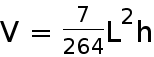 V = 7/264 L²h